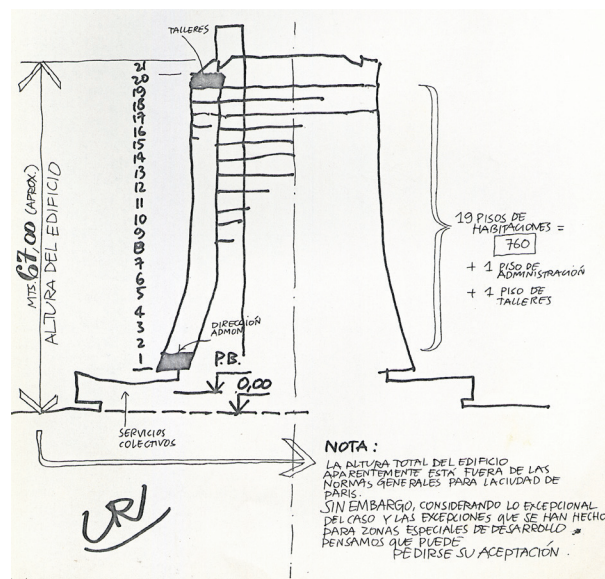 TALLERES
21
20
19
18
17
16
15
14
13
12
11
10
9
8
7
6
5
4
3
2
1
MTS. 67,00 (APROX.)
ALTURA DEL EDIFICIO
19 PISOS DE
HABITACIONES =
760
+ 1 PISO DE
ADMINISTRACIÓN
+ 1 PISO DE
TALLERES
DIRECCIÓN
ADMON
P.B.
0,00
SERVICIOS
COLECTIVOS
NOTA:
LA ALTURA TOTAL DEL EDIFICIO
APARENTEMENTE ESTÁ FUERA DE LAS
NORMAS GENERALES PARA LA CIUDAD DE
PARIS.
SIN EMBARGO, CONSIDERANDO LO EXCEPCIONAL
DEL CASO Y LAS EXCEPCIONES QUE SE HAN HECHO
PARA ZONAS ESPECIALES DE DESARROLLO
PENSAMOS QUE PUEDE
PEDIRSE SU ACEPTACIÓN.